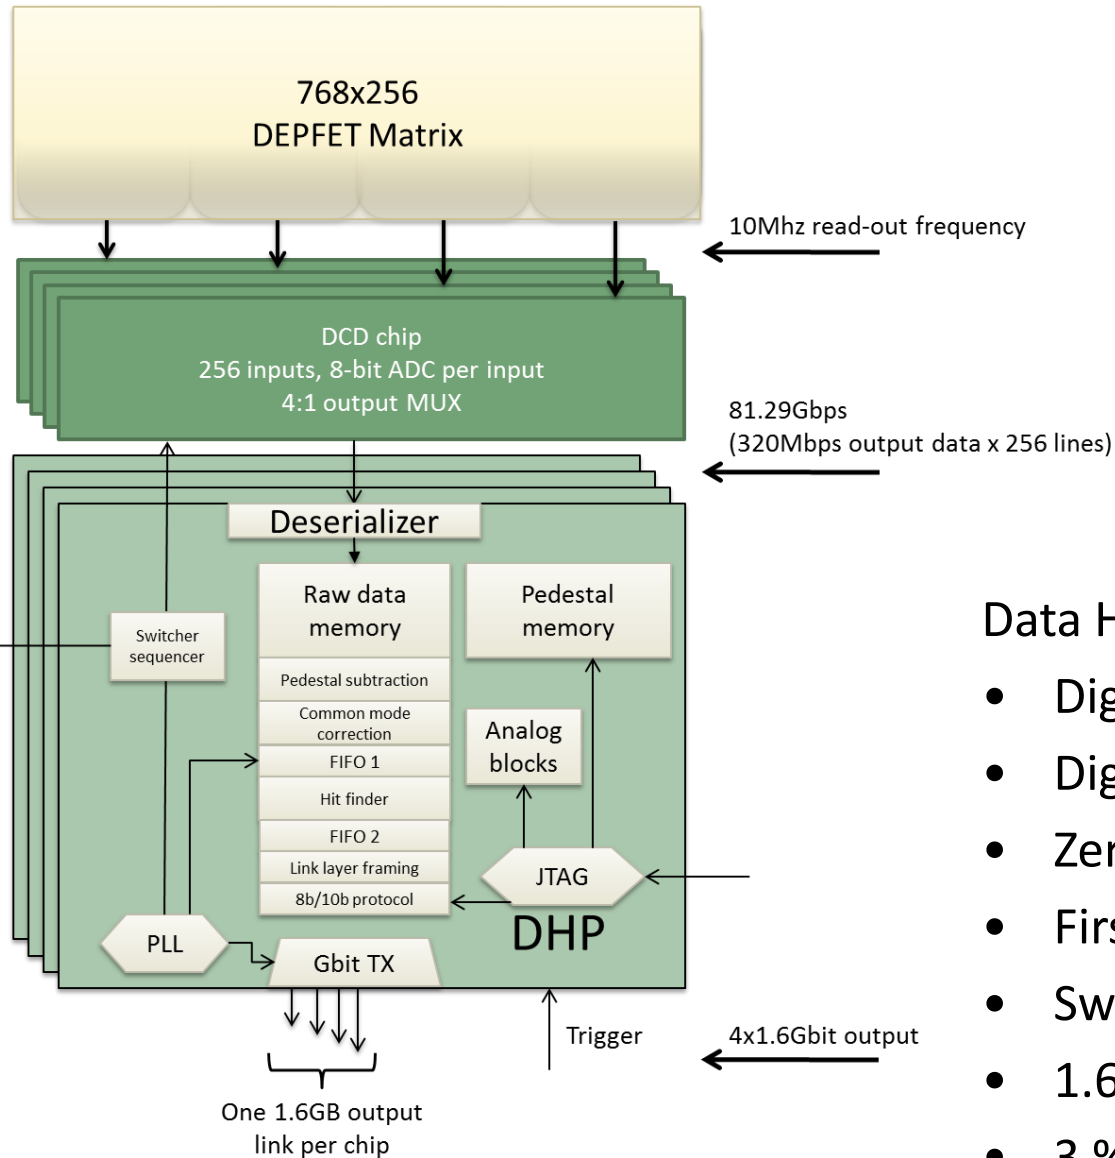 768x256
DEPFET Matrix
10Mhz read-out frequency
DCD chip
256 inputs, 8-bit ADC per input
4:1 output MUX
81.29Gbps
(320Mbps output data x 256 lines)
Deserializer
Raw data
memory
Pedestal
memory
Switcher
sequencer
Pedestal subtraction
Common mode
correction
Analog
blocks
FIFO 1
Hit finder
FIFO 2
Link layer framing
8b/10b protocol
JTAG
DHP
PLL
Gbit TX
Trigger
4x1.6Gbit output
One 1.6GB output
link per chip
Data H
• Dig
• Dig
• Zer
• Firs
• Sw
• 1.6
• 3 %